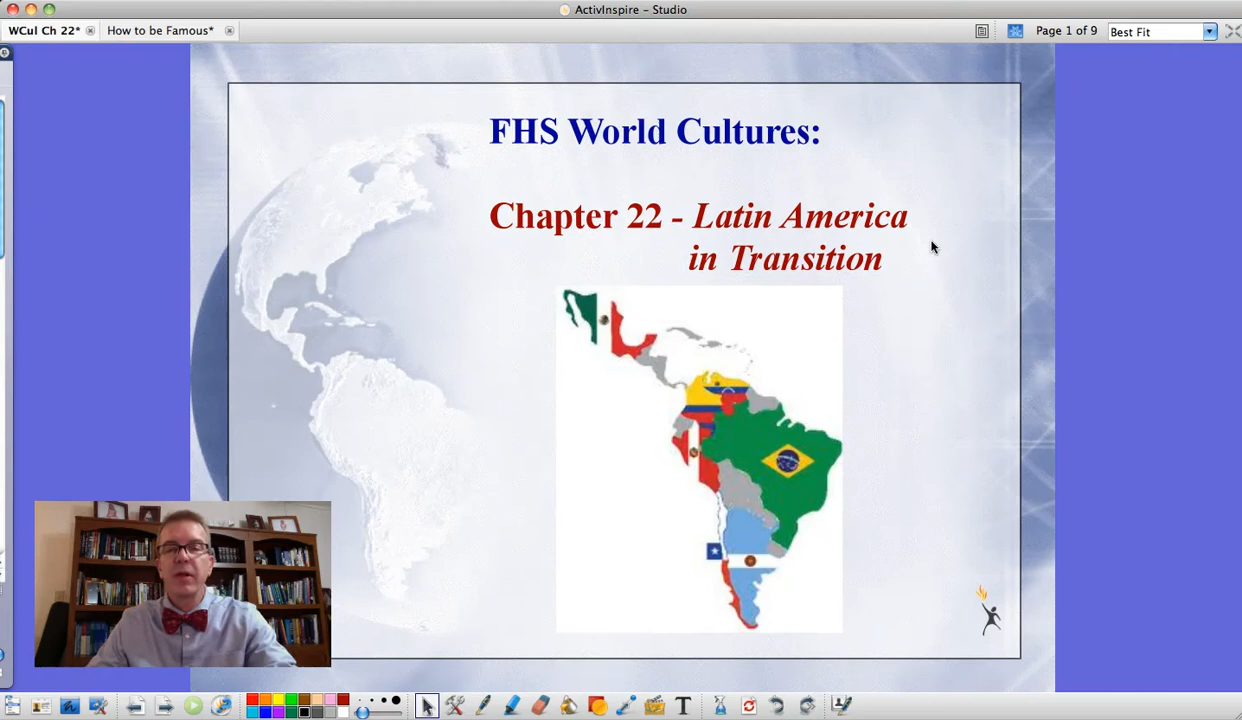 ActivInspire – Studio
WCul Ch 22*
How to be Famous*
Page 1 of 9
Best Fit
FHS World Cultures:
Chapter 22 - Latin America
in Transition